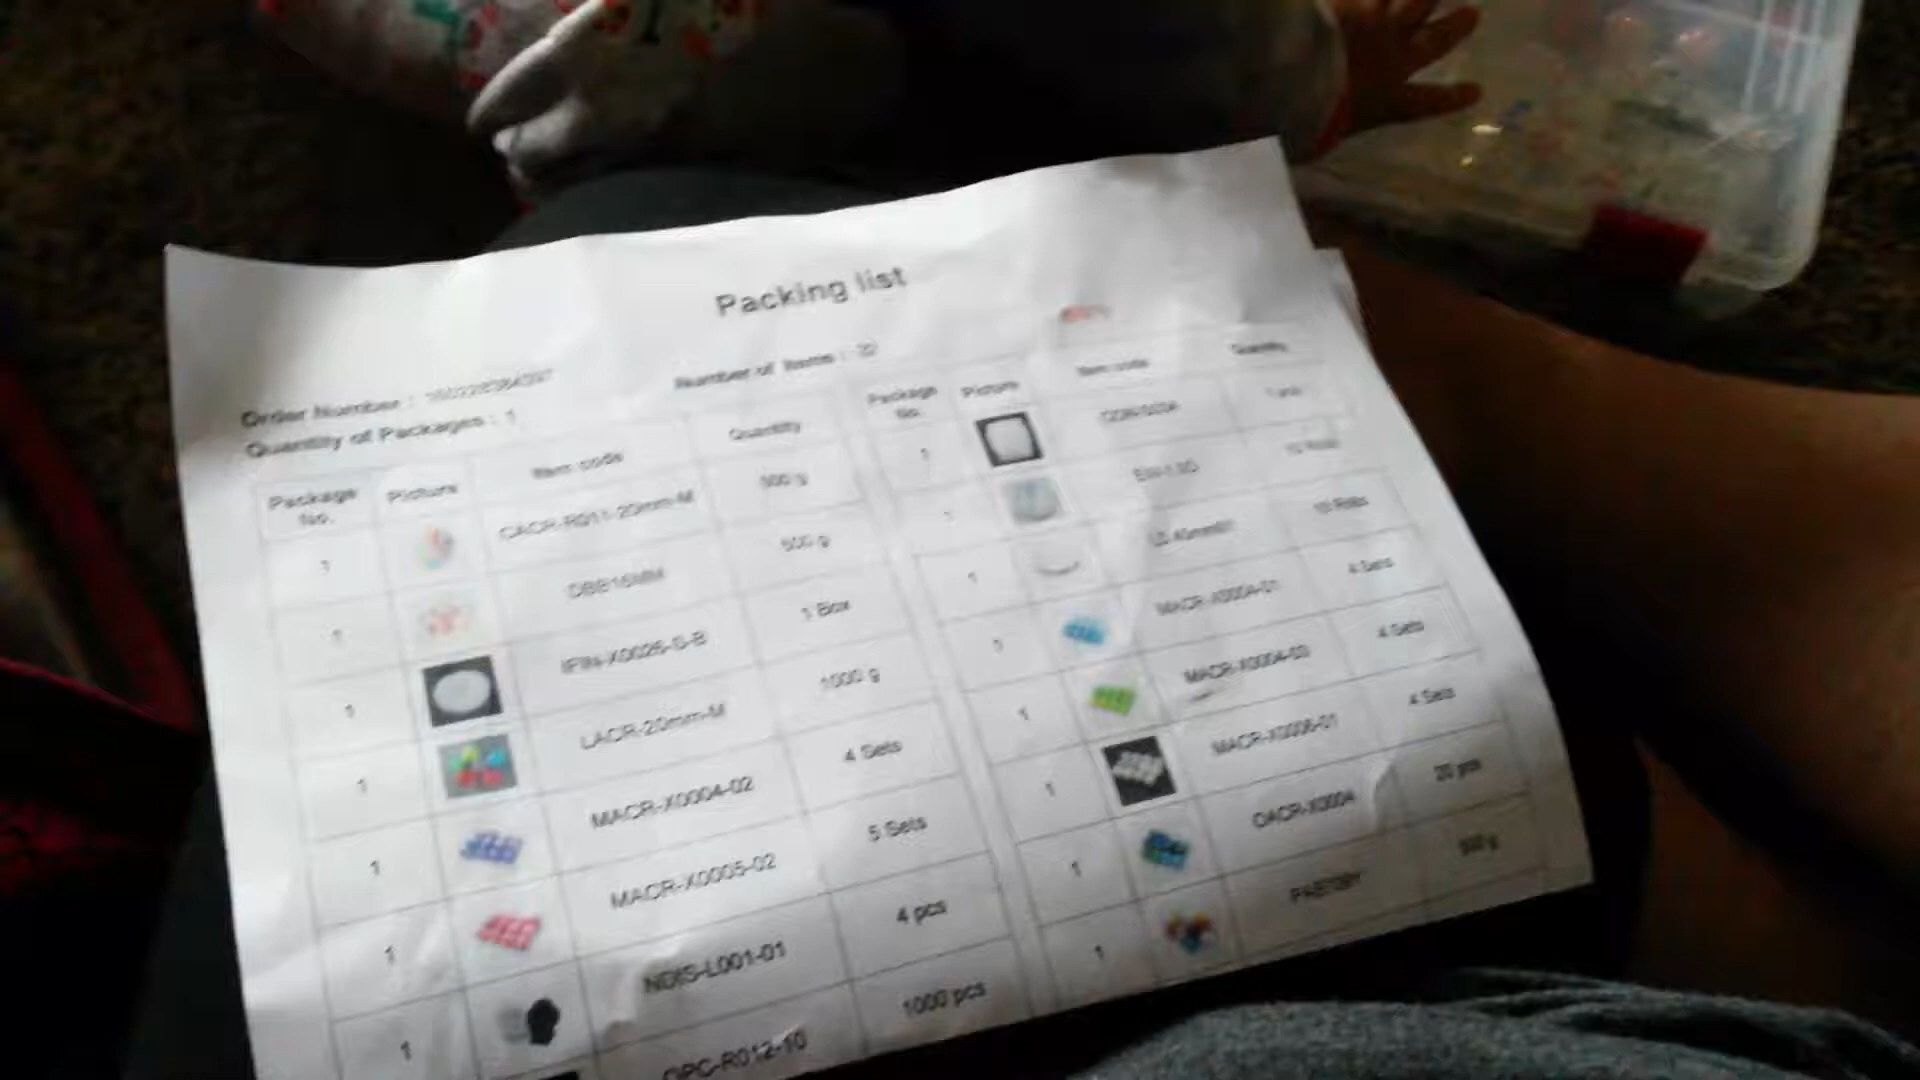 Packing list
Order Number :
Number of Items :
Quantity of Packages : 1
Package No. Picture Item code Quantity
1 CACR-R011-20mm-M 500 g
1 DBB16MM 500 g
1 IFIN-X0026-S-B 1 Box
1 LACR-20mm-M 1000 g
1 MACR-X0004-02 4 Sets
1 MACR-X0005-02 5 Sets
1 NDIS-L001-01 4 pcs
OPC-R012-10 1000 pcs
Package No. Picture Item code Quantity
1
1
1 10 Rolls
1 MACR-X0004-01 4 Sets
1 MACR-X0004-03 4 Sets
1 MACR-X0006-01 4 Sets
1 OACR-X0004 20 pcs
1